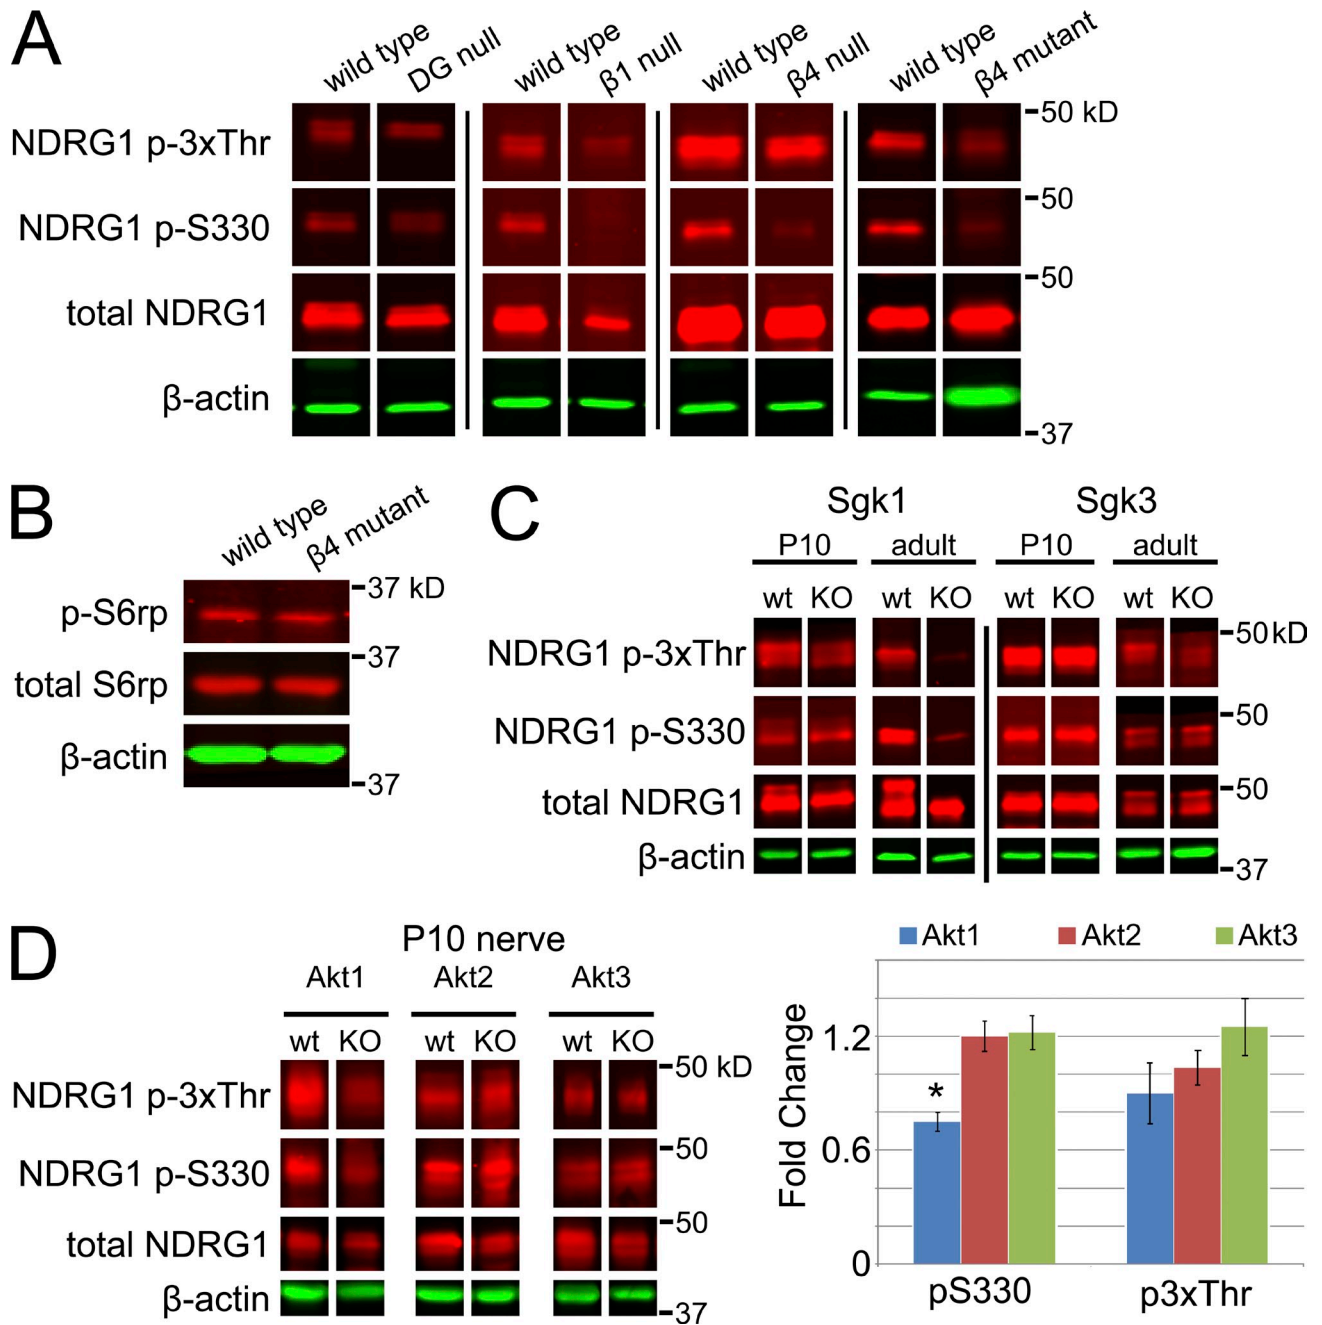 A
wild type DG null wild type β1 null wild type β4 null wild type β4 mutant
NDRG1 p-3xThr 50 kD
NDRG1 p-S330 50
total NDRG1 50
β-actin 37
B
wild type β4 mutant
p-S6rp 37 kD
total S6rp 37
β-actin 37
C
Sgk1 Sgk3
P10 adult P10 adult
wt KO wt KO wt KO wt KO
NDRG1 p-3xThr 50 kD
NDRG1 p-S330 50
total NDRG1 50
β-actin 37
D
P10 nerve
Akt1 Akt2 Akt3
wt KO wt KO wt KO
NDRG1 p-3xThr 50 kD
NDRG1 p-S330 50
total NDRG1 50
β-actin 37
Akt1 Akt2 Akt3
Fold Change
1.2
0.6
0
*
pS330 p3xThr